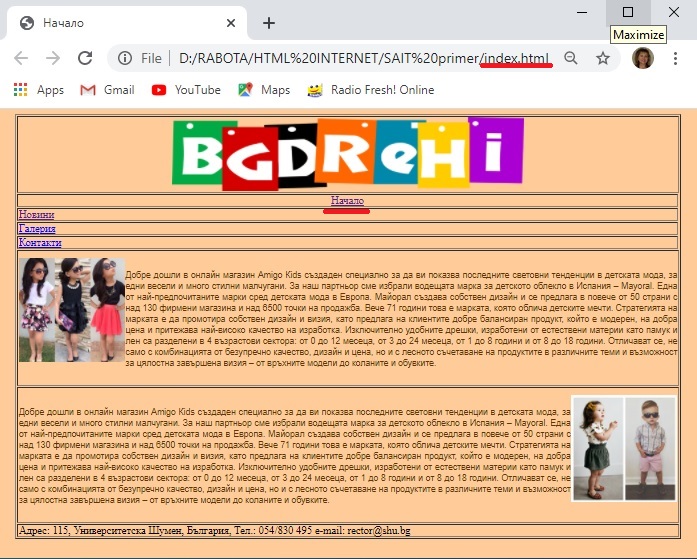 Начало
Maximize
File D:/RABOTA/HTML%20INTERNET/SAIT%20primer/index.html
Apps Gmail YouTube Maps Radio Fresh! Online
BGDReHi
Начало
Новини
Галерия
Контакти
Добре дошли в онлайн магазин Amigo Kids създаден специално за да ви показва последните световни тенденции в детската мода, за
едни весели и много стилни малчугани. За наш партньор сме избрали водещата марка за детското облекло в Испания – Mayoral. Една
от най-предпочитаните марки сред детската мода в Европа. Майорал създава собствен дизайн и се предлага в повече от 50 страни с
над 130 фирмени магазина и над 6500 точки на продажба. Вече 71 години това е марката, която облича детските мечти. Стратегията на
марката е да промотира собствен дизайн и визия, като предлага на клиентите добре балансиран продукт, който е модерен, на добра
цена и притежава най-високо качество на изработка. Изключително удобните дрешки, изработени от естествени материи като памук и
лен са разделени в 4 възрастови сектора: от 0 до 12 месеца, от 3 до 24 месеца, от 1 до 8 години и от 8 до 18 години. Отличават се, не
само с комбинацията от безупречно качество, дизайн и цена, но и с лесното съчетаване на продуктите в различните теми и възможност
за цялостна завършена визия – от връхните модели до коланите и обувките.
Добре дошли в онлайн магазин Amigo Kids създаден специално за да ви показва последните световни тенденции в детската мода, за
едни весели и много стилни малчугани. За наш партньор сме избрали водещата марка за детското облекло в Испания – Mayoral. Една
от най-предпочитаните марки сред детската мода в Европа. Майорал създава собствен дизайн и се предлага в повече от 50 страни с
над 130 фирмени магазина и над 6500 точки на продажба. Вече 71 години това е марката, която облича детските мечти. Стратегията на
марката е да промотира собствен дизайн и визия, като предлага на клиентите добре балансиран продукт, който е модерен, на добра
цена и притежава най-високо качество на изработка. Изключително удобните дрешки, изработени от естествени материи като памук и
лен са разделени в 4 възрастови сектора: от 0 до 12 месеца, от 3 до 24 месеца, от 1 до 8 години и от 8 до 18 години. Отличават се, не
само с комбинацията от безупречно качество, дизайн и цена, но и с лесното съчетаване на продуктите в различните теми и възможност
за цялостна завършена визия – от връхните модели до коланите и обувките.
Адрес: 115, Университетска Шумен, България, Тел.: 054/830 495 e-mail: rector@shu.bg